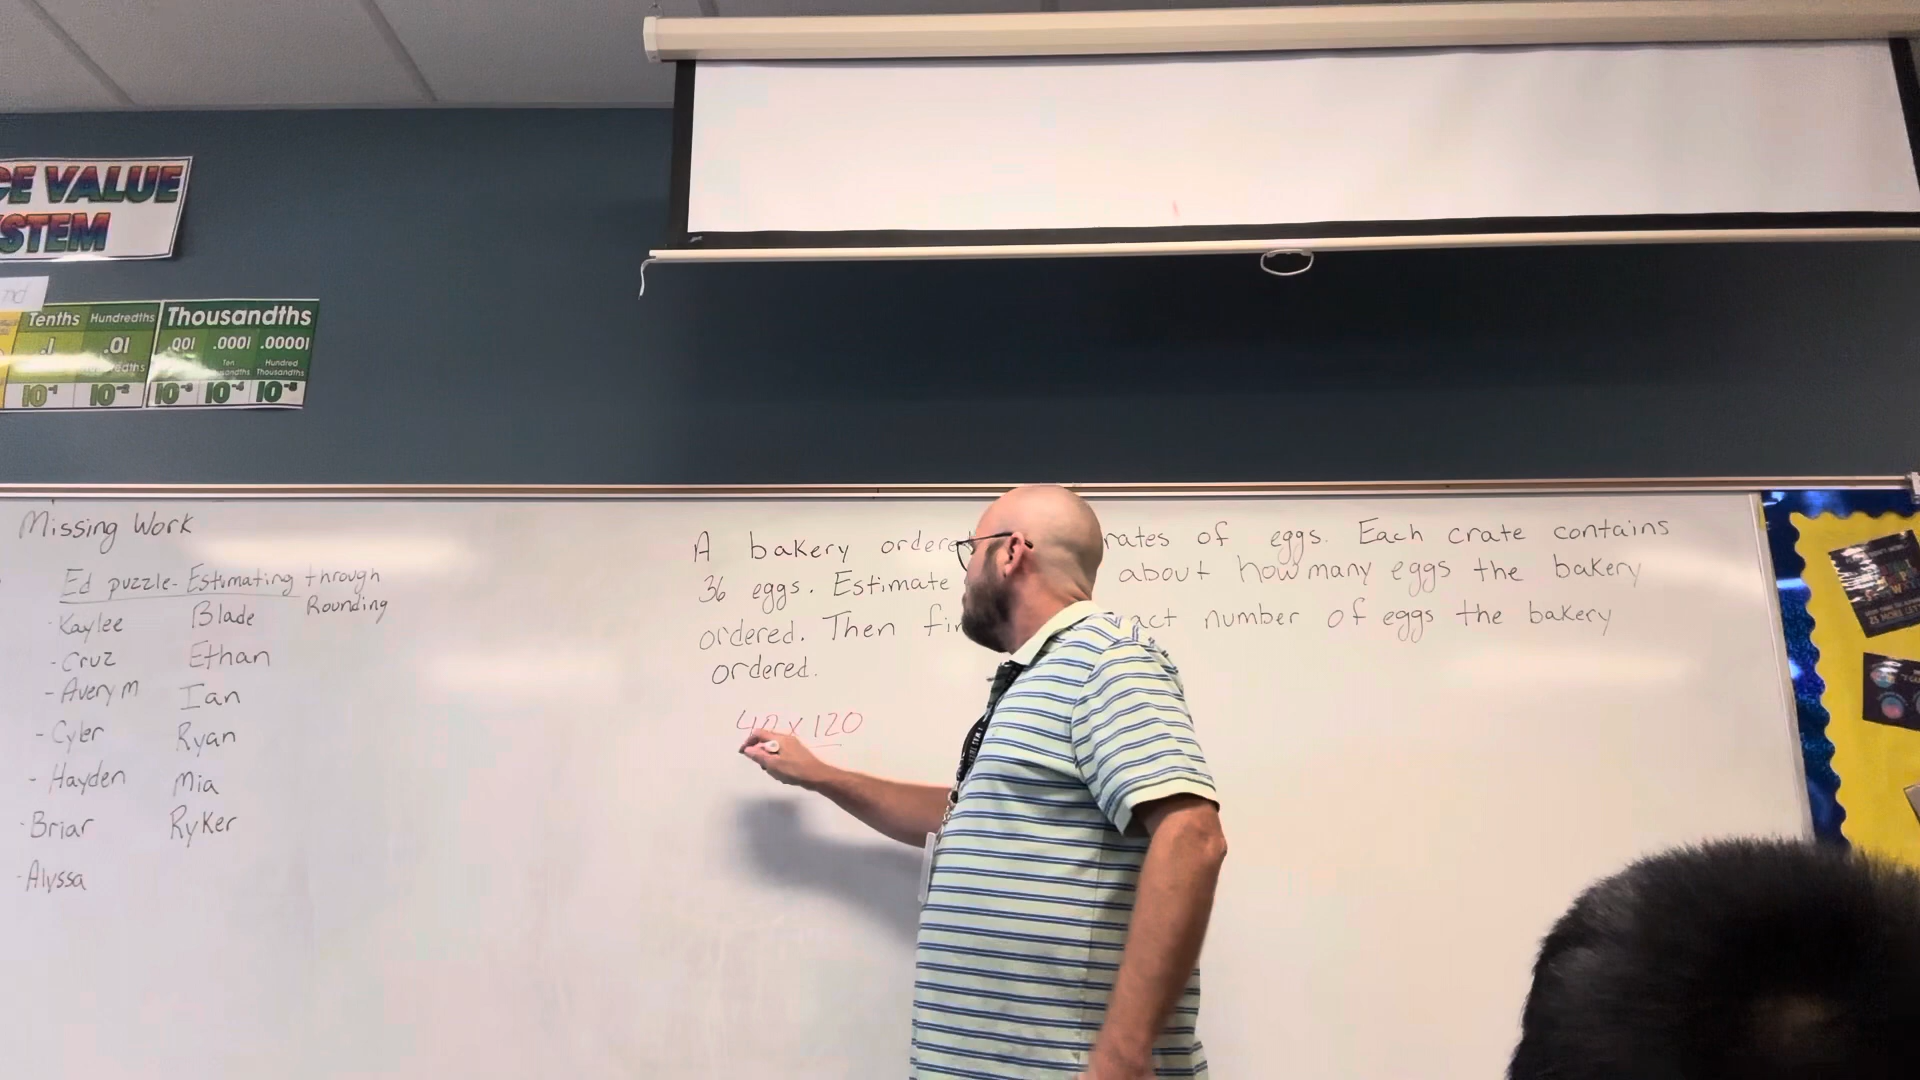 CE VALUE
STEM
nd
Tenths Hundredths Thousandths
.1 .01 .001 .0001 .00001
Ten Hundred
Thousandths
10⁻¹ 10⁻² 10⁻³ 10⁻⁴ 10⁻⁵
Missing Work
Ed puzzle- Estimating through
Rounding
- Kaylee Blade
- Cruz Ethan
- Avery M Ian
- Cyler Ryan
- Hayden Mia
- Briar Ryker
- Alyssa
A bakery ordere rates of eggs. Each crate contains
36 eggs. Estimate about how many eggs the bakery
ordered. Then fin act number of eggs the bakery
ordered.
40 x 120